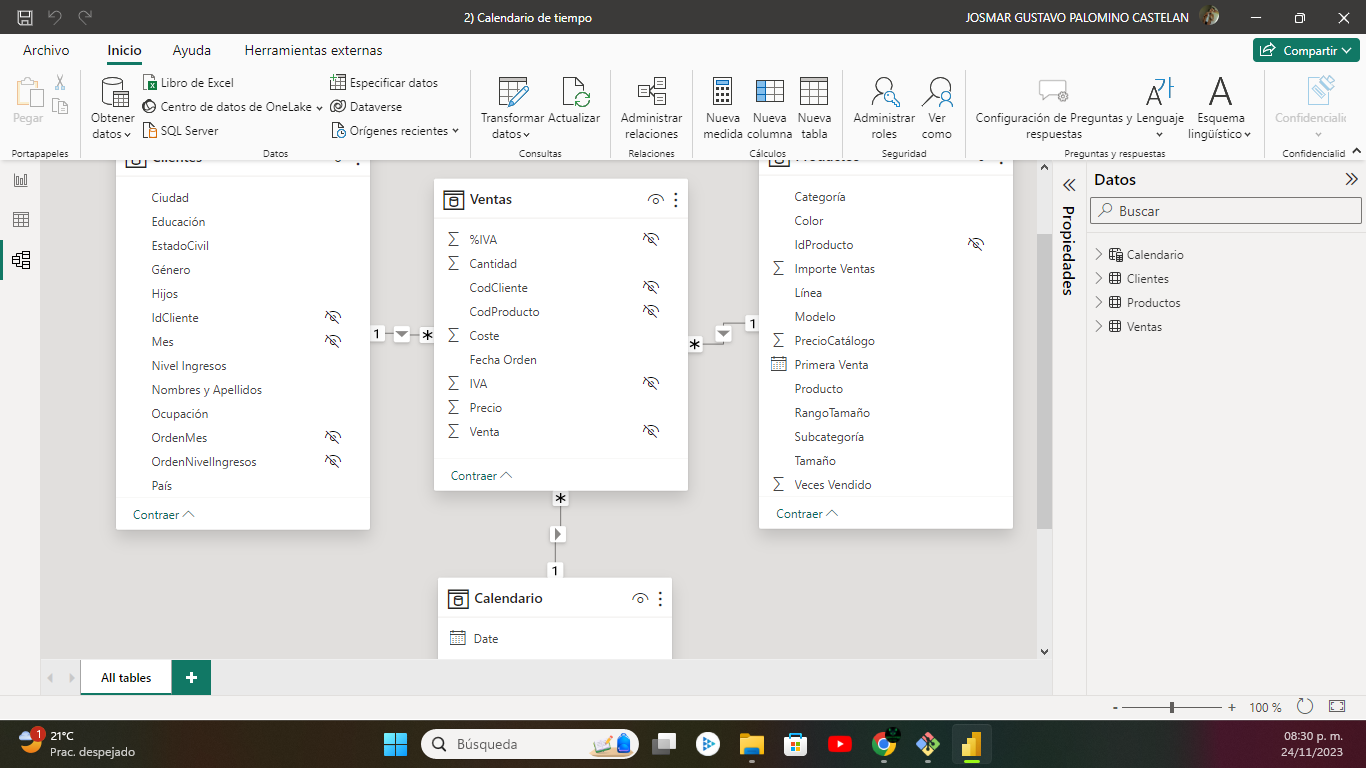 2) Calendario de tiempo
JOSMAR GUSTAVO PALOMINO CASTELAN
Archivo
Inicio
Ayuda
Herramientas externas
Compartir
Pegar
Portapapeles
Obtener datos
Libro de Excel
Centro de datos de OneLake
SQL Server
Especificar datos
Dataverse
Orígenes recientes
Datos
Transformar datos
Actualizar
Consultas
Administrar relaciones
Relaciones
Nueva medida
Nueva columna
Nueva tabla
Cálculos
Administrar roles
Ver como
Seguridad
Configuración de Preguntas y respuestas
Lenguaje
Esquema lingüístico
Preguntas y respuestas
Confidencialid
Clientes
Ciudad
Educación
EstadoCivil
Género
Hijos
IdCliente
Mes
Nivel Ingresos
Nombres y Apellidos
Ocupación
OrdenMes
OrdenNivelIngresos
País
Contraer
1
*
Ventas
%IVA
Cantidad
CodCliente
CodProducto
Coste
Fecha Orden
IVA
Precio
Venta
Contraer
*
1
Productos
Categoría
Color
IdProducto
Importe Ventas
Línea
Modelo
PrecioCatálogo
Primera Venta
Producto
RangoTamaño
Subcategoría
Tamaño
Veces Vendido
Contraer
*
1
Calendario
Date
Propiedades
Datos
Buscar
Calendario
Clientes
Productos
Ventas
All tables
+
- + 100 %
1
21°C
Prac. despejado
Búsqueda
08:30 p. m.
24/11/2023